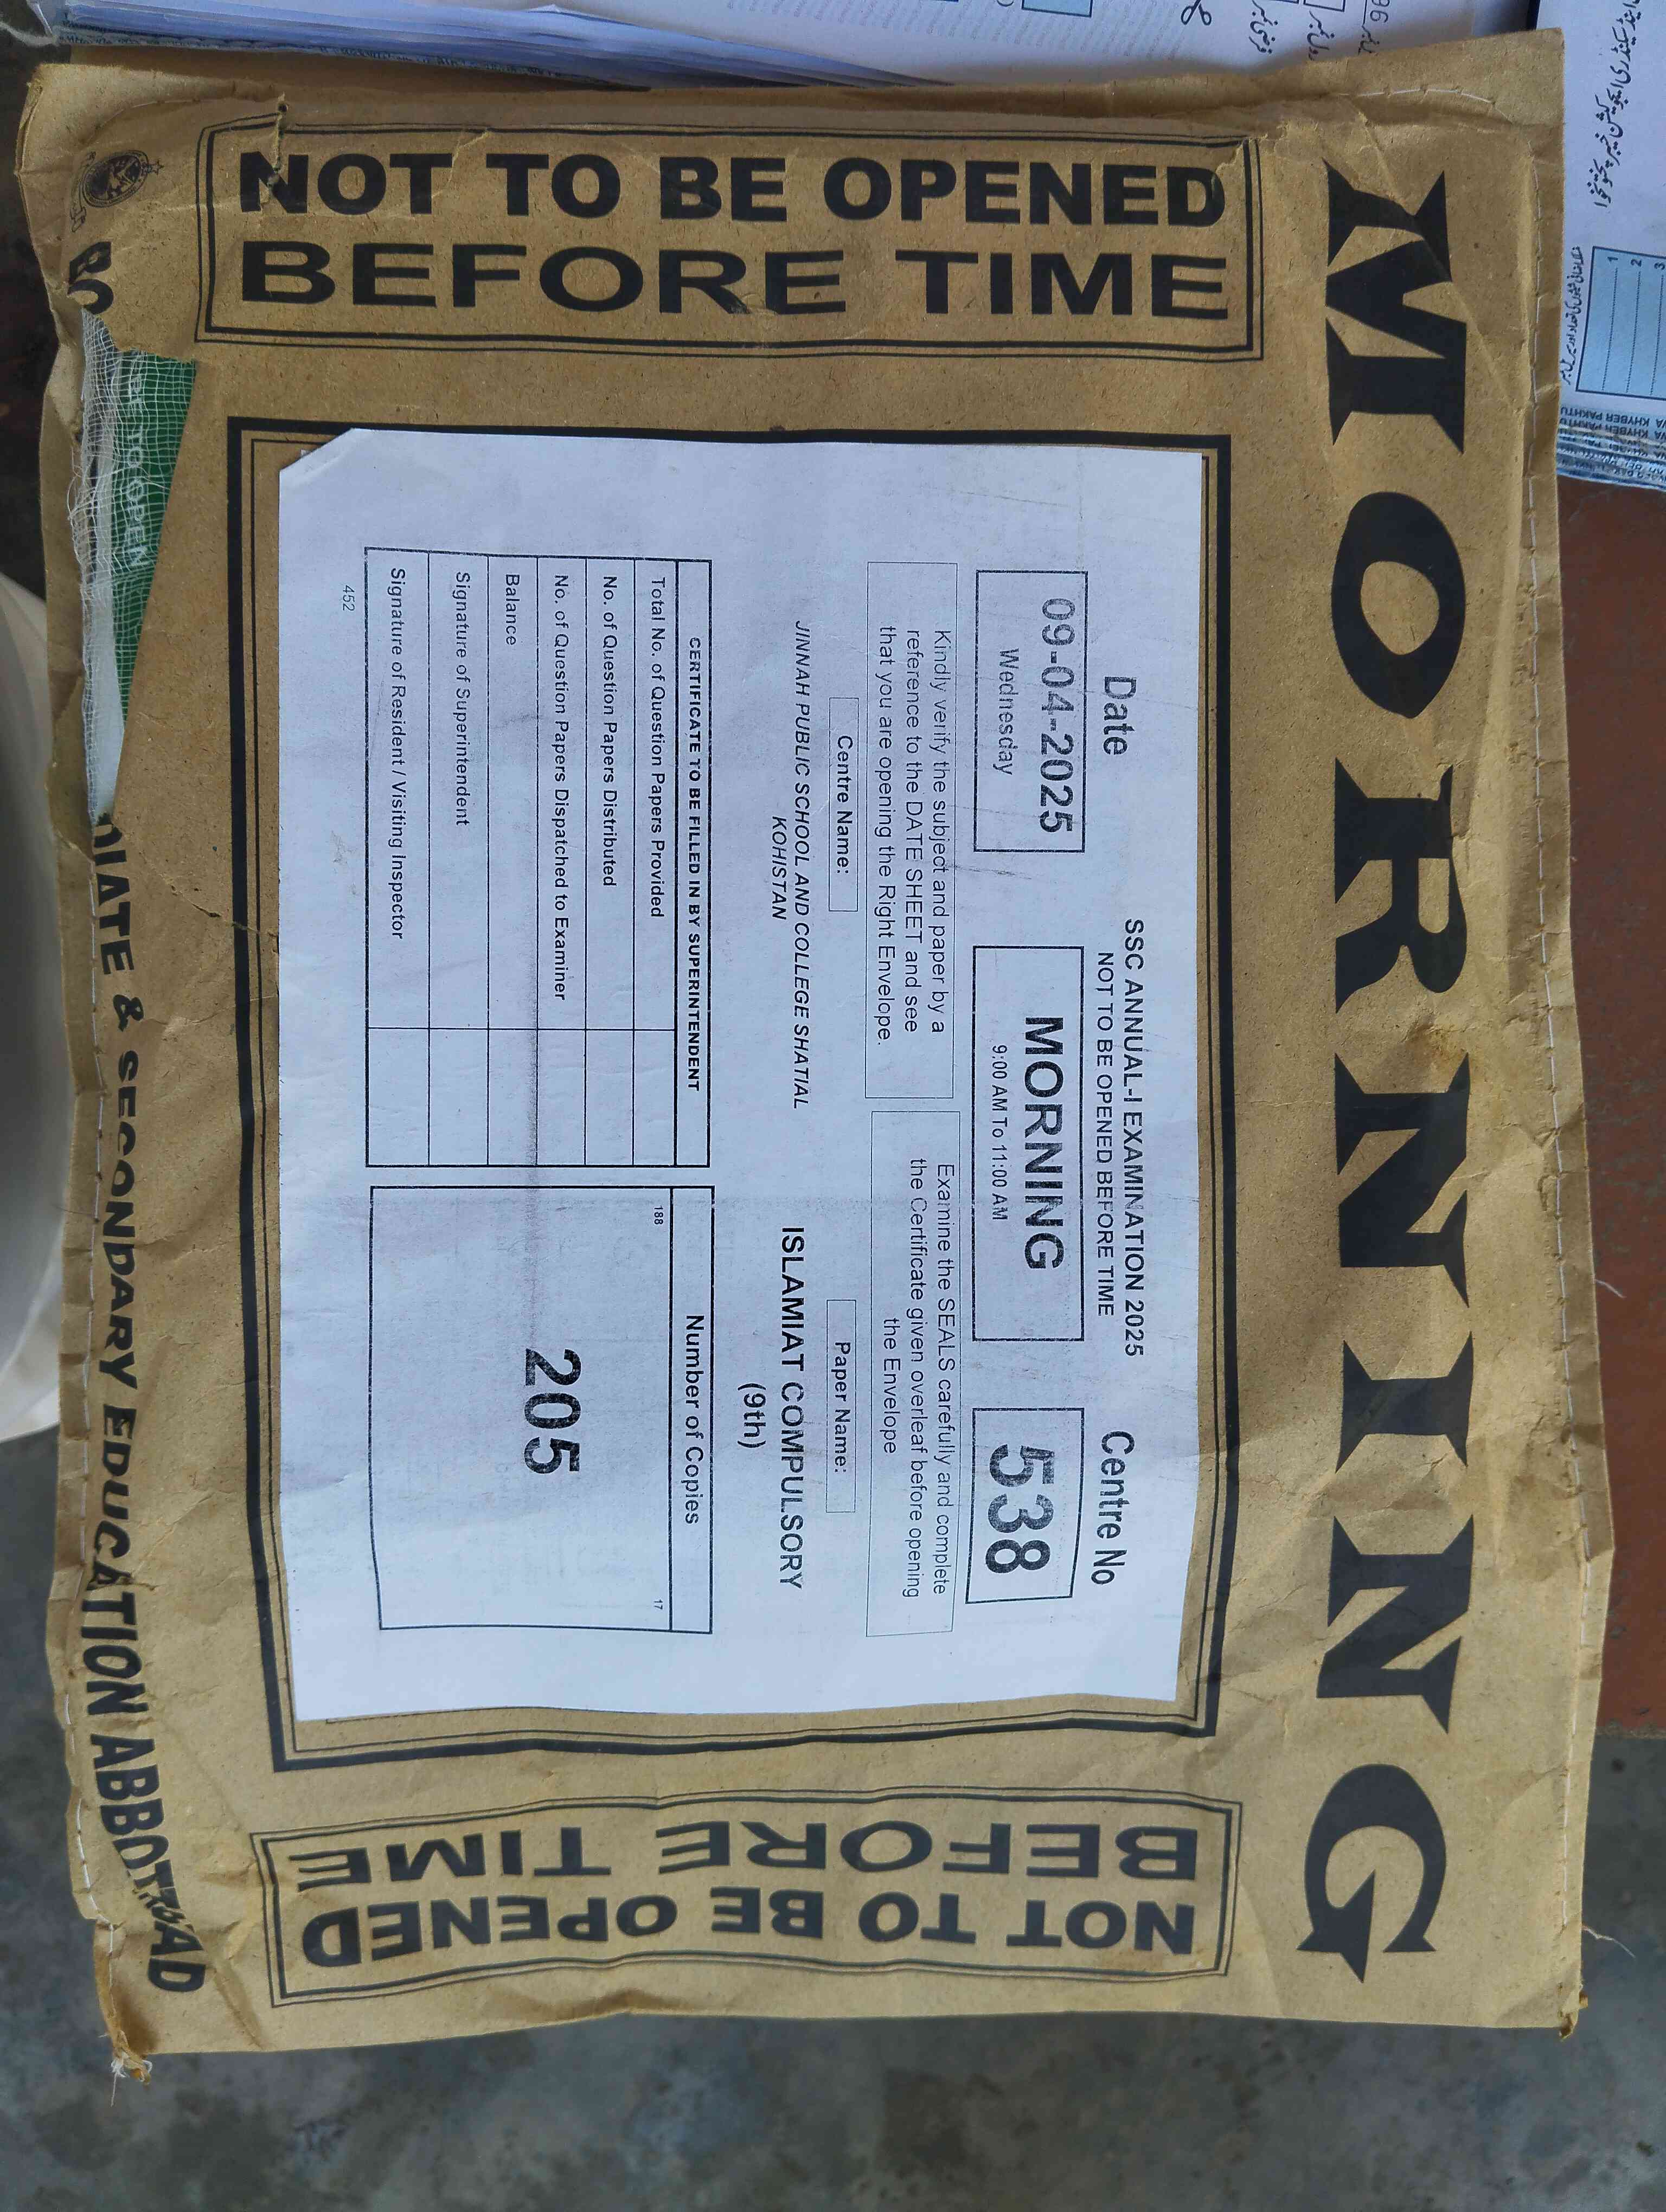 MORNING
NOT TO BE OPENED
BEFORE TIME
SSC ANNUAL-I EXAMINATION 2025
NOT TO BE OPENED BEFORE TIME
Date
Centre No
09-04-2025
Wednesday
MORNING
9:00 AM To 11:00 AM
538
Kindly verify the subject and paper by a
reference to the DATE SHEET and see
that you are opening the Right Envelope.
Examine the SEALS carefully and complete
the Certificate given overleaf before opening
the Envelope
Centre Name:
Paper Name:
JINNAH PUBLIC SCHOOL AND COLLEGE SHATIAL
KOHISTAN
ISLAMIAT COMPULSORY
(9th)
CERTIFICATE TO BE FILLED IN BY SUPERINTENDENT
Total No. of Question Papers Provided
No. of Question Papers Distributed
No. of Question Papers Dispatched to Examiner
Balance
Signature of Superintendent
Signature of Resident / Visiting Inspector
452
Number of Copies
188
17
205
NOT TO BE OPENED
BEFORE TIME
TO OPEN
& SECONDARY EDUCATION ABBOTTABAD